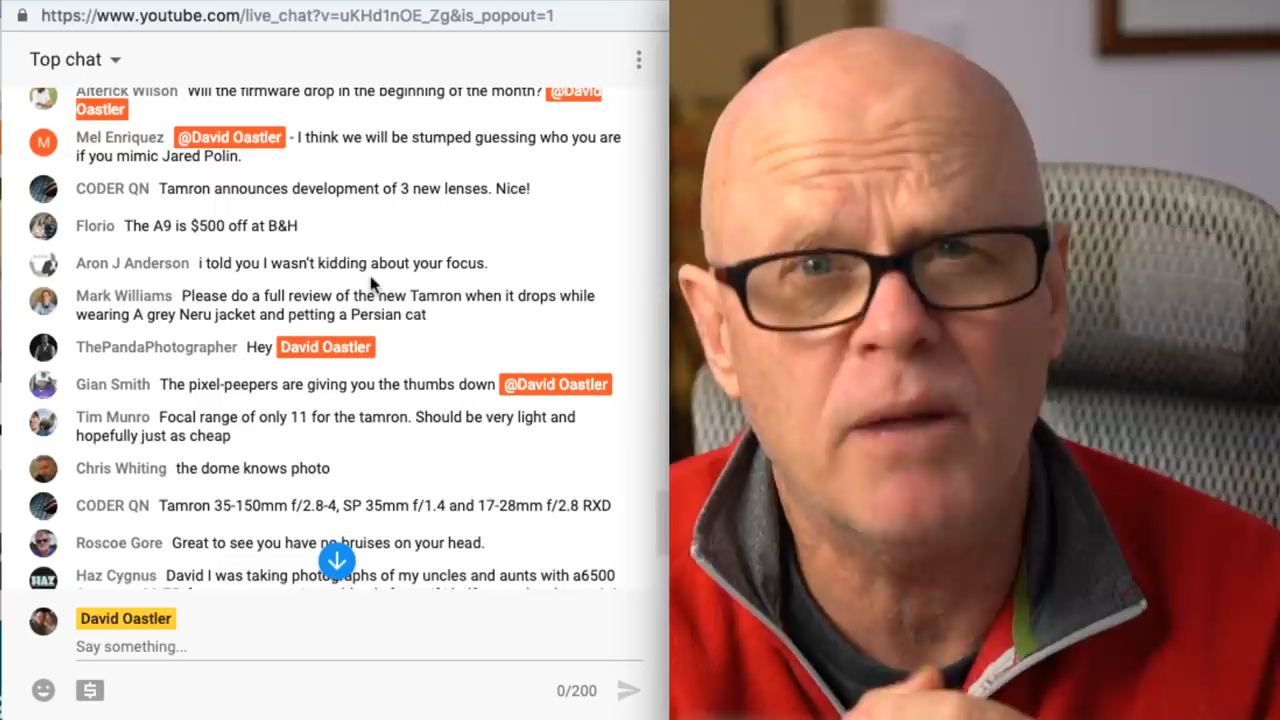 https://www.youtube.com/live_chat?v=uKHd1nOE_Zg&is_popout=1
Top chat
Alterick Wilson Will the firmware drop in the beginning of the month? @David
Oastler
M
Mel Enriquez @David Oastler - I think we will be stumped guessing who you are
if you mimic Jared Polin.
CODER QN Tamron announces development of 3 new lenses. Nice!
Florio The A9 is $500 off at B&H
Aron J Anderson i told you I wasn't kidding about your focus.
Mark Williams Please do a full review of the new Tamron when it drops while
wearing A grey Neru jacket and petting a Persian cat
ThePandaPhotographer Hey David Oastler
Gian Smith The pixel-peepers are giving you the thumbs down @David Oastler
Tim Munro Focal range of only 11 for the tamron. Should be very light and
hopefully just as cheap
Chris Whiting the dome knows photo
CODER QN Tamron 35-150mm f/2.8-4, SP 35mm f/1.4 and 17-28mm f/2.8 RXD
Roscoe Gore Great to see you have no bruises on your head.
HAZ
Haz Cygnus David I was taking photographs of my uncles and aunts with a6500
David Oastler
Say something...
0/200